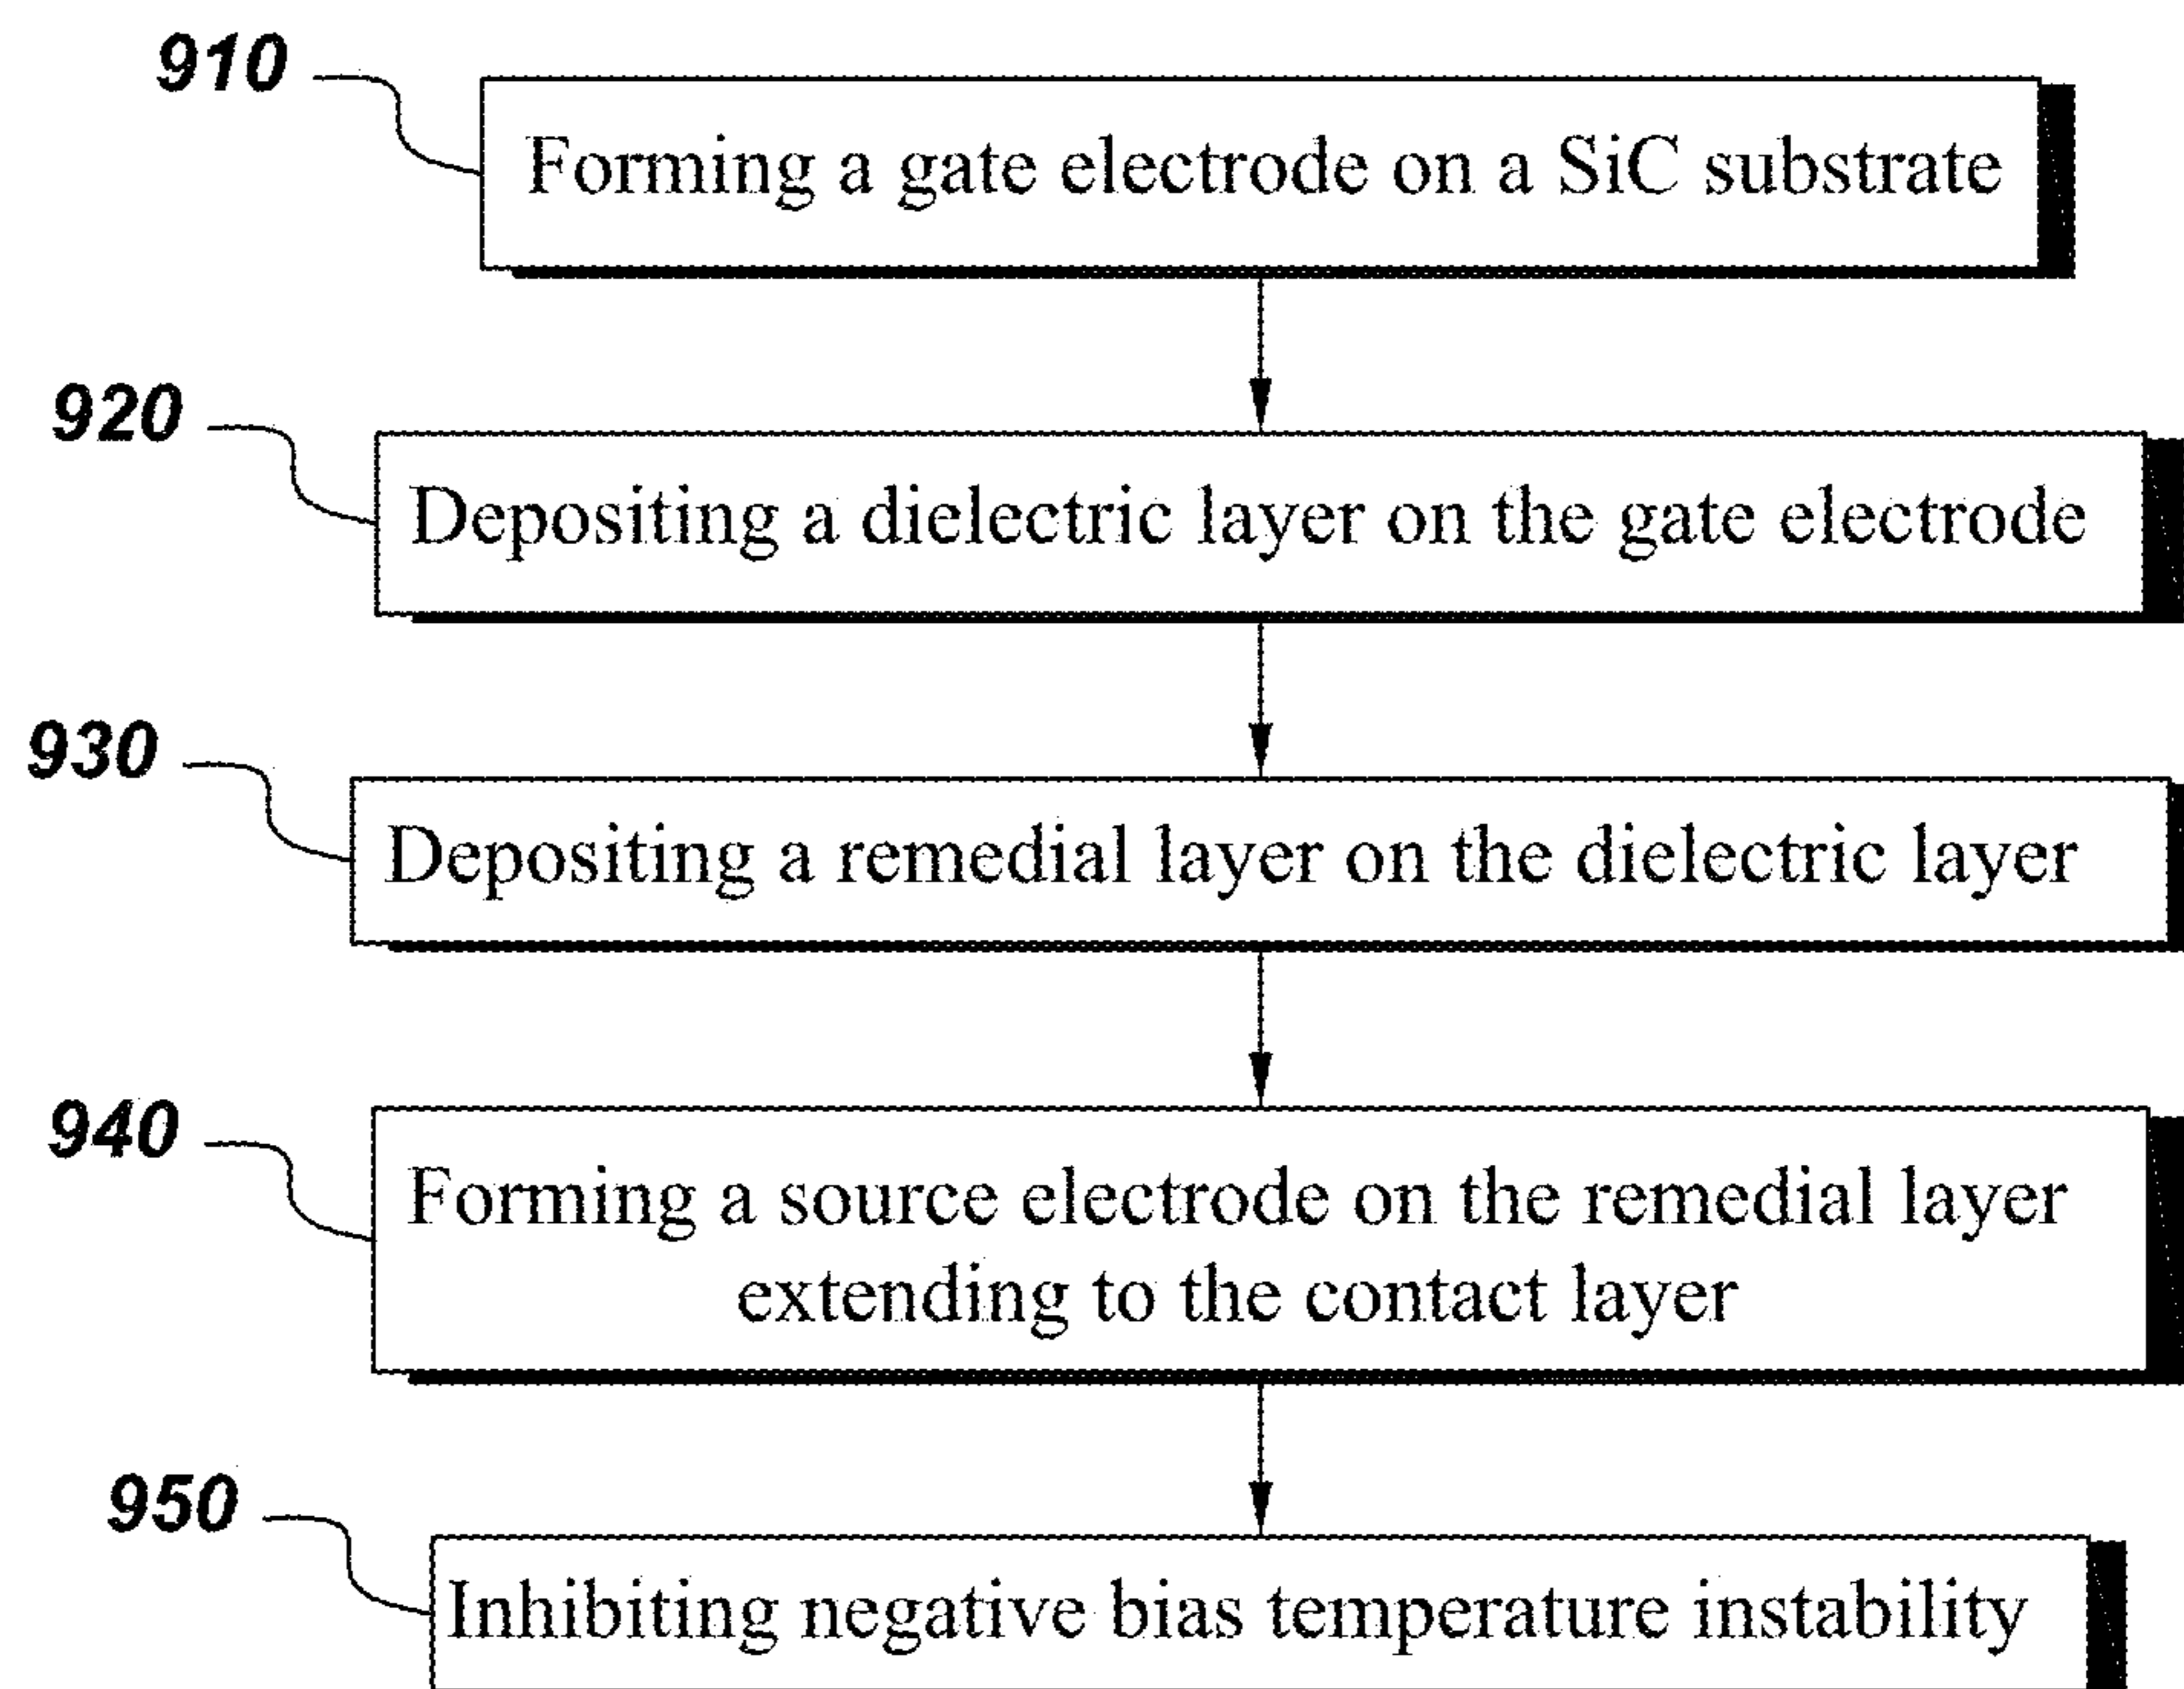 910
Forming a gate electrode on a SiC substrate
920
Depositing a dielectric layer on the gate electrode
930
Depositing a remedial layer on the dielectric layer
940
Forming a source electrode on the remedial layer
extending to the contact layer
950
Inhibiting negative bias temperature instability